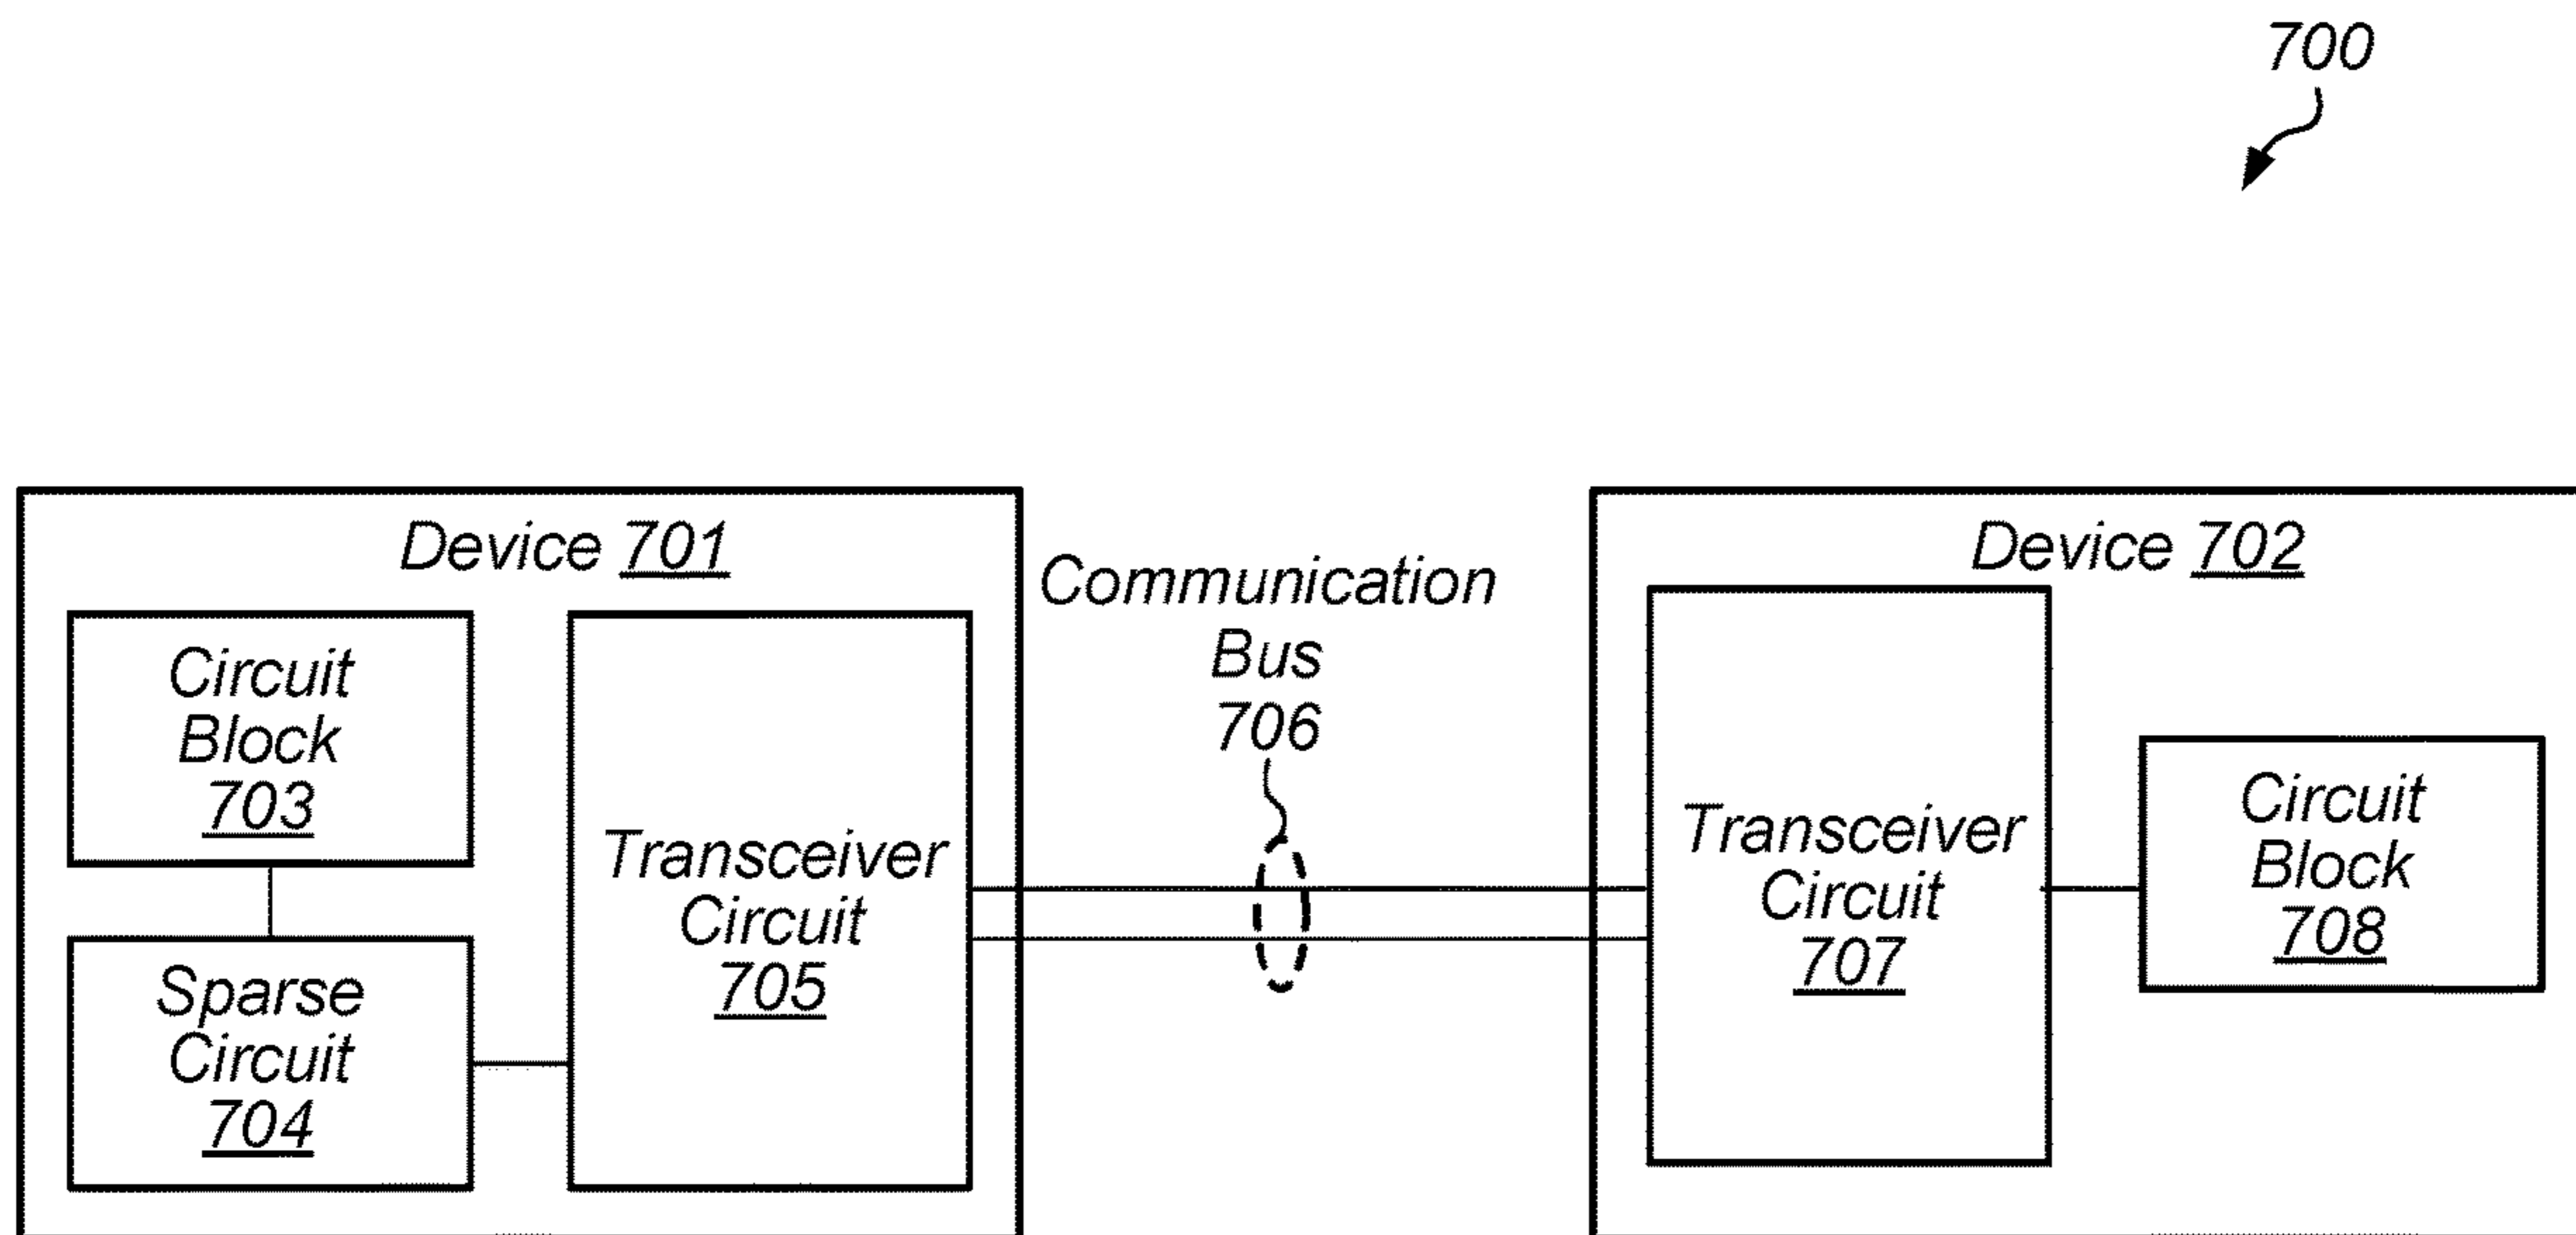 700
Device 701
Circuit
Block
703
Sparse
Circuit
704
Transceiver
Circuit
705
Communication
Bus
706
Device 702
Transceiver
Circuit
707
Circuit
Block
708